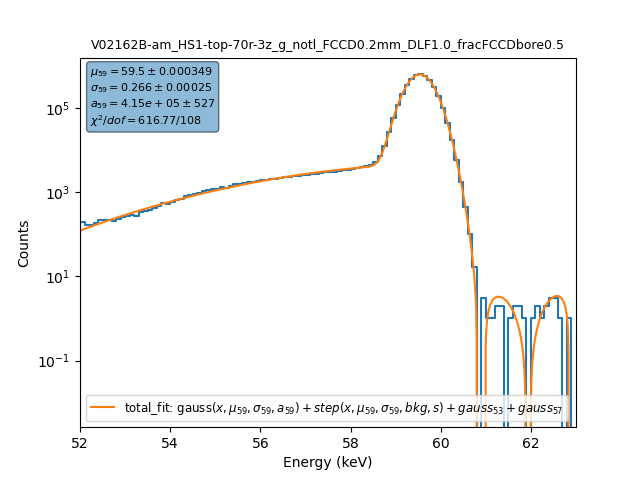 V02162B-am_HS1-top-70r-3z_g_notl_FCCD0.2mm_DLF1.0_fracFCCDbore0.5
μ₅₉ = 59.5 ± 0.000349
σ₅₉ = 0.266 ± 0.00025
a₅₉ = 4.15e + 05 ± 527
χ²/dof = 616.77/108
10⁵
10³
10¹
10⁻¹
Counts
total_fit: gauss(x, μ₅₉, σ₅₉, a₅₉) + step(x, μ₅₉, σ₅₉, bkg, s) + gauss₅₃ + gauss₅₇
52 54 56 58 60 62
Energy (keV)